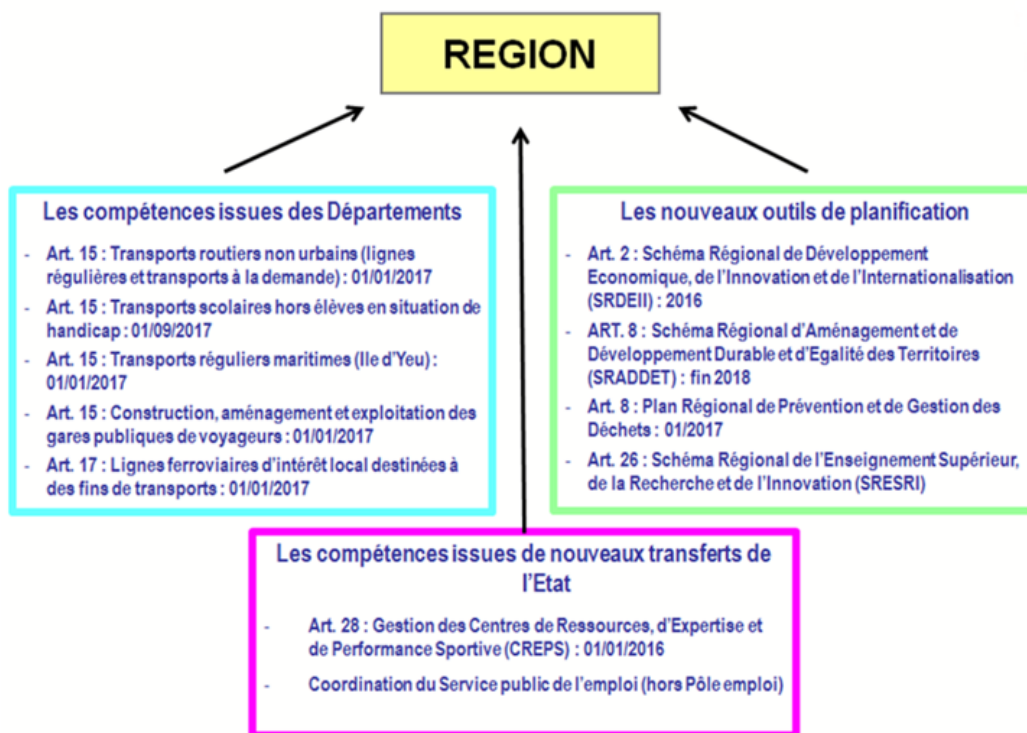 REGION
Les compétences issues des Départements
- Art. 15 : Transports routiers non urbains (lignes
régulières et transports à la demande) : 01/01/2017
- Art. 15 : Transports scolaires hors élèves en situation de
handicap : 01/09/2017
- Art. 15 : Transports réguliers maritimes (Ile d'Yeu) :
01/01/2017
- Art. 15 : Construction, aménagement et exploitation des
gares publiques de voyageurs : 01/01/2017
- Art. 17 : Lignes ferroviaires d'intérêt local destinées à
des fins de transports : 01/01/2017
Les nouveaux outils de planification
- Art. 2 : Schéma Régional de Développement
Economique, de l'Innovation et de l'Internationalisation
(SRDEII) : 2016
- ART. 8 : Schéma Régional d'Aménagement et de
Développement Durable et d'Egalité des Territoires
(SRADDET) : fin 2018
- Art. 8 : Plan Régional de Prévention et de Gestion des
Déchets : 01/2017
- Art. 26 : Schéma Régional de l'Enseignement Supérieur,
de la Recherche et de l'Innovation (SRESRI)
Les compétences issues de nouveaux transferts de
l'Etat
- Art. 28 : Gestion des Centres de Ressources, d'Expertise et
de Performance Sportive (CREPS) : 01/01/2016
- Coordination du Service public de l'emploi (hors Pôle emploi)